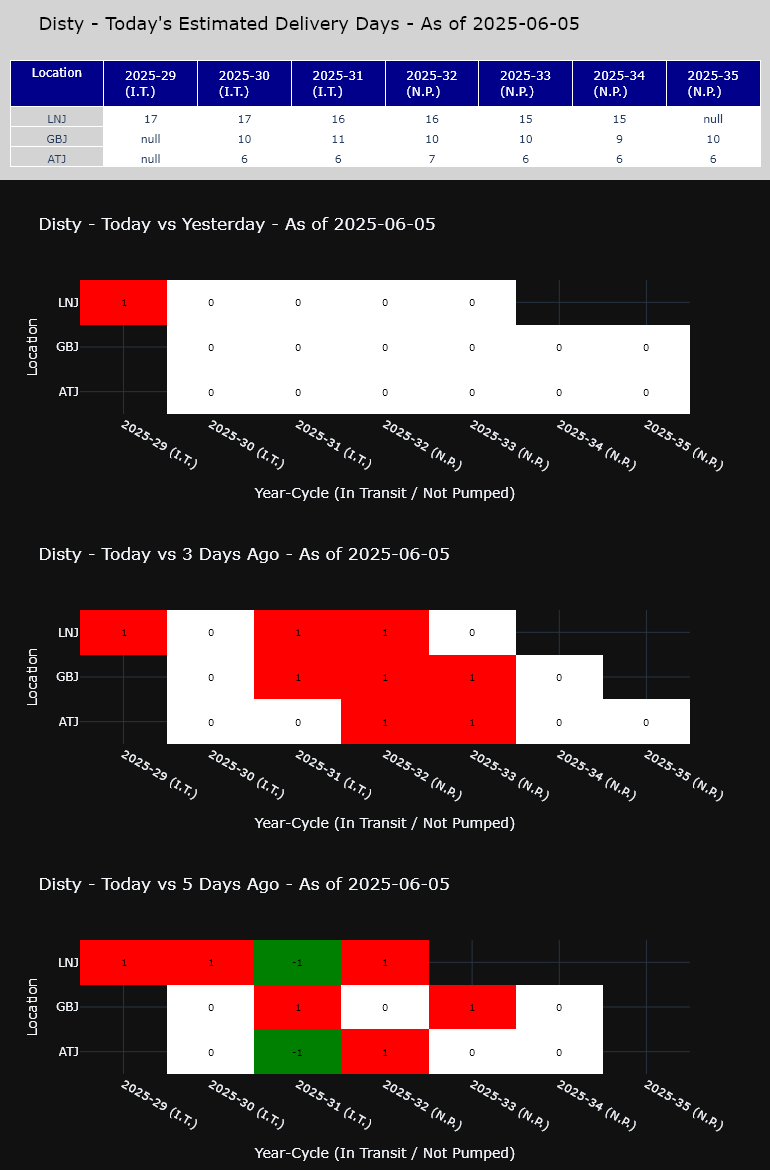 Disty - Today's Estimated Delivery Days - As of 2025-06-05
Location 2025-29 (I.T.) 2025-30 (I.T.) 2025-31 (I.T.) 2025-32 (N.P.) 2025-33 (N.P.) 2025-34 (N.P.) 2025-35 (N.P.)
LNJ 17 17 16 16 15 15 null
GBJ null 10 11 10 10 9 10
ATJ null 6 6 7 6 6 6
Disty - Today vs Yesterday - As of 2025-06-05
Location
LNJ 1 0 0 0 0
GBJ 0 0 0 0 0 0
ATJ 0 0 0 0 0 0
2025-29 (I.T.) 2025-30 (I.T.) 2025-31 (I.T.) 2025-32 (N.P.) 2025-33 (N.P.) 2025-34 (N.P.) 2025-35 (N.P.)
Year-Cycle (In Transit / Not Pumped)
Disty - Today vs 3 Days Ago - As of 2025-06-05
Location
LNJ 1 0 1 1 0
GBJ 0 1 1 1 0
ATJ 0 0 1 1 0 0
2025-29 (I.T.) 2025-30 (I.T.) 2025-31 (I.T.) 2025-32 (N.P.) 2025-33 (N.P.) 2025-34 (N.P.) 2025-35 (N.P.)
Year-Cycle (In Transit / Not Pumped)
Disty - Today vs 5 Days Ago - As of 2025-06-05
Location
LNJ 1 1 -1 1
GBJ 0 1 0 1 0
ATJ 0 -1 1 0 0
2025-29 (I.T.) 2025-30 (I.T.) 2025-31 (I.T.) 2025-32 (N.P.) 2025-33 (N.P.) 2025-34 (N.P.) 2025-35 (N.P.)
Year-Cycle (In Transit / Not Pumped)